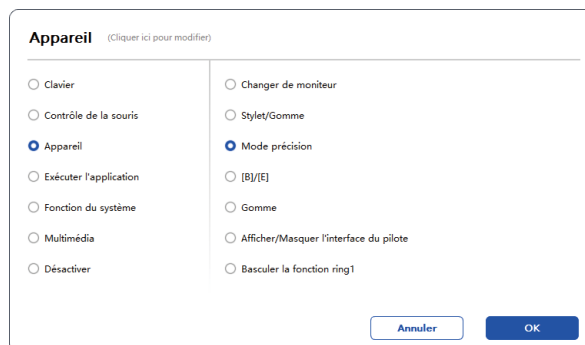 Appareil (Cliquer ici pour modifier)
Clavier
Contrôle de la souris
Appareil
Exécuter l'application
Fonction du système
Multimédia
Désactiver
Changer de moniteur
Stylet/Gomme
Mode précision
[B]/[E]
Gomme
Afficher/Masquer l'interface du pilote
Basculer la fonction ring1
Annuler
OK